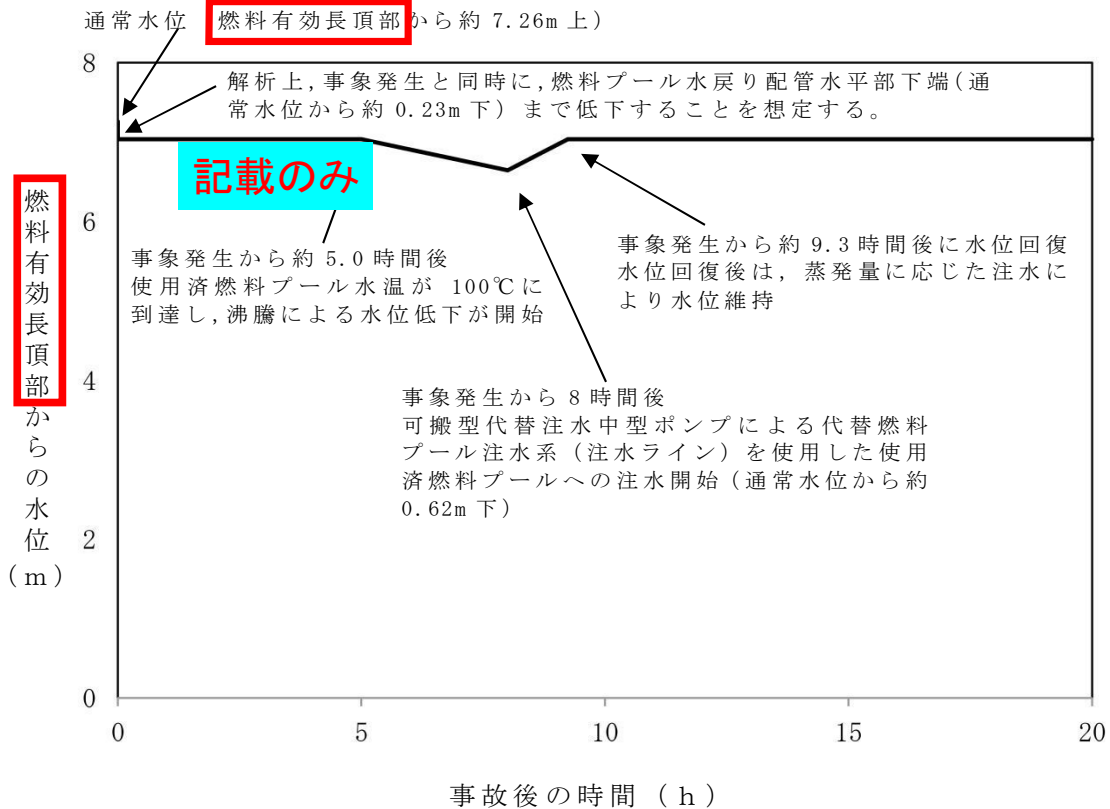 通常水位 燃料有効長頂部から約 7.26m 上）
8
解析上,事象発生と同時に,燃料プール水戻り配管水平部下端(通
常水位から約 0.23m 下）まで低下することを想定する。
記載のみ
6
事象発生から約 5.0 時間後
使用済燃料プール水温が 100℃に
到達し,沸騰による水位低下が開始
事象発生から約 9.3 時間後に水位回復
水位回復後は，蒸発量に応じた注水に
より水位維持
4
事象発生から 8 時間後
可搬型代替注水中型ポンプによる代替燃料
プール注水系（注水ライン）を使用した使用
済燃料プールへの注水開始（通常水位から約
0.62m 下）
2
0
燃料有効長頂部からの水位（m）
0 5 10 15 20
事故後の時間（h）